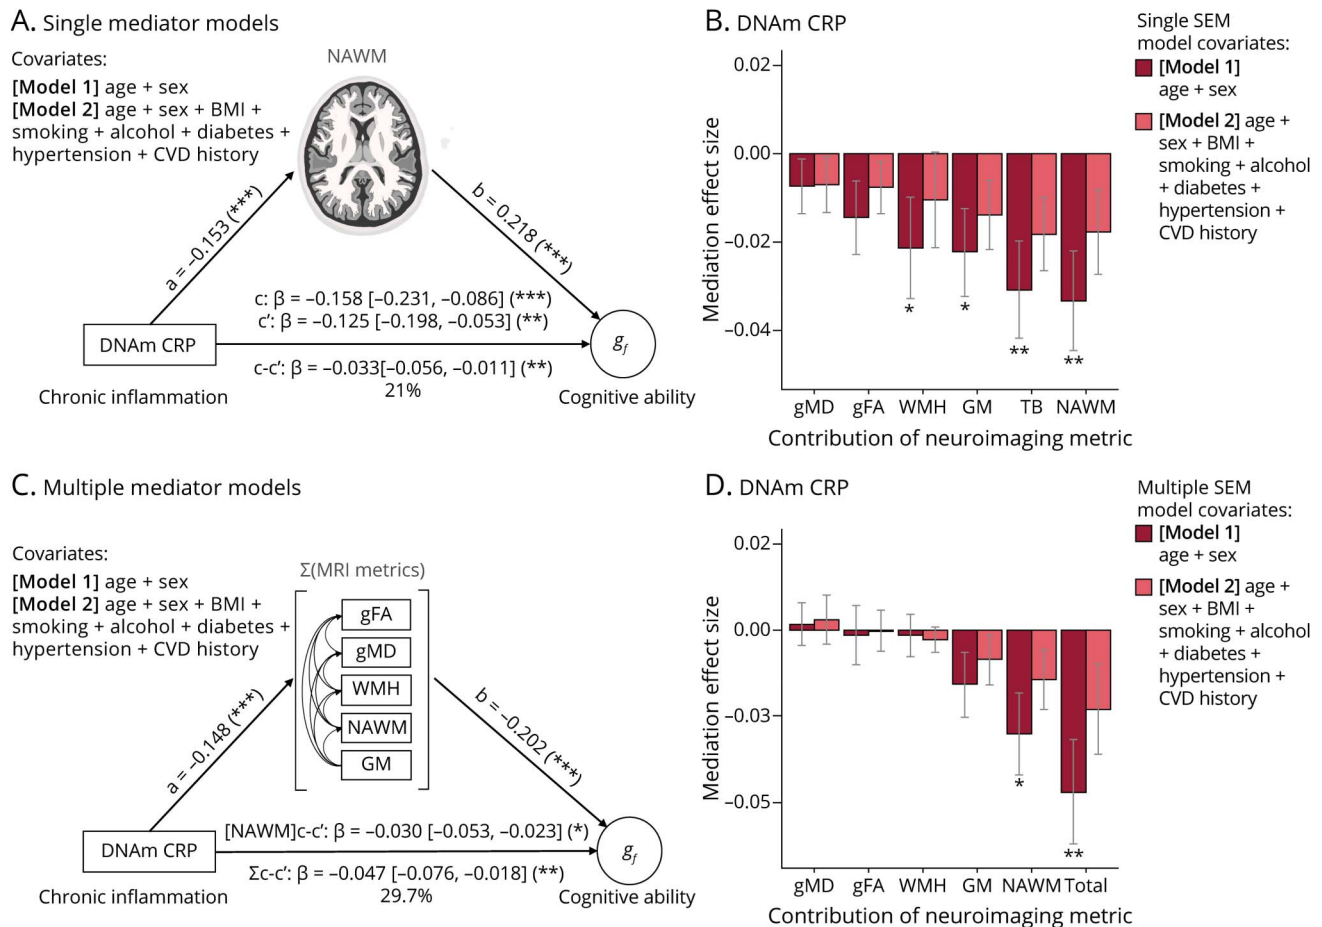 A. Single mediator models
Covariates:
[Model 1] age + sex
[Model 2] age + sex + BMI +
smoking + alcohol + diabetes +
hypertension + CVD history
NAWM
a = –0.153 (***)
b = 0.218 (***)
c: β = –0.158 [–0.231, –0.086] (***)
c’: β = –0.125 [–0.198, –0.053] (**)
DNAm CRP
gf
c-c’: β = –0.033[–0.056, –0.011] (**)
21%
Chronic inflammation
Cognitive ability
B. DNAm CRP
Mediation effect size
0.02
0.00
–0.02
–0.04
*
*
**
**
gMD gFA WMH GM TB NAWM
Contribution of neuroimaging metric
Single SEM
model covariates:
[Model 1]
age + sex
[Model 2] age +
sex + BMI +
smoking + alcohol
+ diabetes +
hypertension +
CVD history
C. Multiple mediator models
Covariates:
[Model 1] age + sex
[Model 2] age + sex + BMI +
smoking + alcohol + diabetes +
hypertension + CVD history
Σ(MRI metrics)
gFA
gMD
WMH
NAWM
GM
a = –0.148 (***)
b = –0.202 (***)
[NAWM]c-c’: β = –0.030 [–0.053, –0.023] (*)
DNAm CRP
gf
Σc-c’: β = –0.047 [–0.076, –0.018] (**)
29.7%
Chronic inflammation
Cognitive ability
D. DNAm CRP
Mediation effect size
0.02
0.00
–0.03
–0.05
*
**
gMD gFA WMH GM NAWM Total
Contribution of neuroimaging metric
Multiple SEM
model covariates:
[Model 1]
age + sex
[Model 2] age +
sex + BMI +
smoking + alcohol
+ diabetes +
hypertension +
CVD history